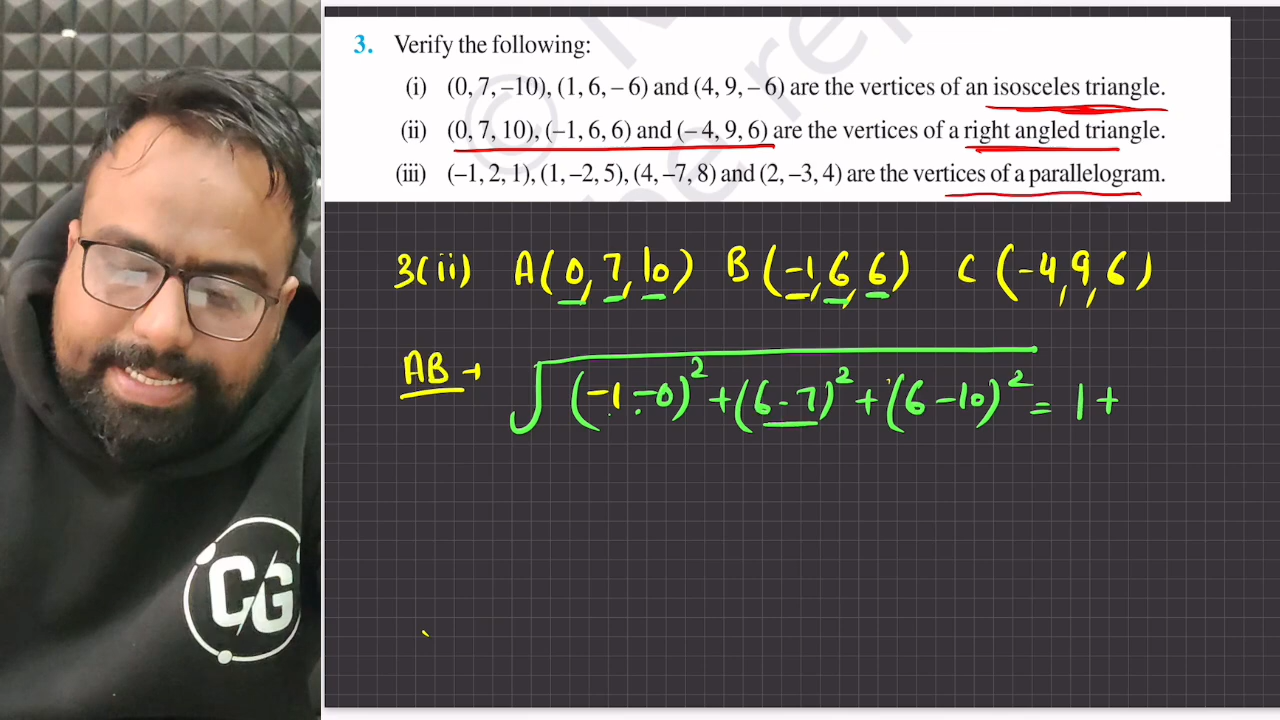 3. Verify the following:
(i) (0, 7, –10), (1, 6, – 6) and (4, 9, – 6) are the vertices of an isosceles triangle.
(ii) (0, 7, 10), (–1, 6, 6) and (– 4, 9, 6) are the vertices of a right angled triangle.
(iii) (–1, 2, 1), (1, –2, 5), (4, –7, 8) and (2, –3, 4) are the vertices of a parallelogram.
3(ii) A(0, 7, 10) B(-1, 6, 6) C(-4, 9, 6)
AB → √(-1-0)² + (6-7)² + (6-10)² = 1 +
CG